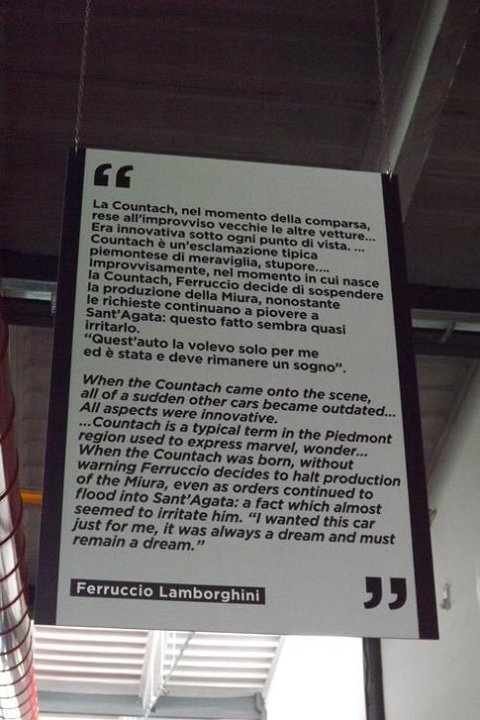 “
La Countach, nel momento della comparsa,
rese all'improvviso vecchie le altre vetture...
Era innovativa sotto ogni punto di vista. ...
Countach è un'esclamazione tipica
piemontese di meraviglia, stupore....
Improvvisamente, nel momento in cui nasce
la Countach, Ferruccio decide di sospendere
la produzione della Miura, nonostante
le richieste continuano a piovere a
Sant'Agata: questo fatto sembra quasi
irritarlo.
“Quest'auto la volevo solo per me
ed è stata e deve rimanere un sogno”.
When the Countach came onto the scene,
all of a sudden other cars became outdated...
All aspects were innovative.
...Countach is a typical term in the Piedmont
region used to express marvel, wonder...
When the Countach was born, without
warning Ferruccio decides to halt production
of the Miura, even as orders continued to
flood into Sant'Agata: a fact which almost
seemed to irritate him. “I wanted this car
just for me, it was always a dream and must
remain a dream.”
Ferruccio Lamborghini
”